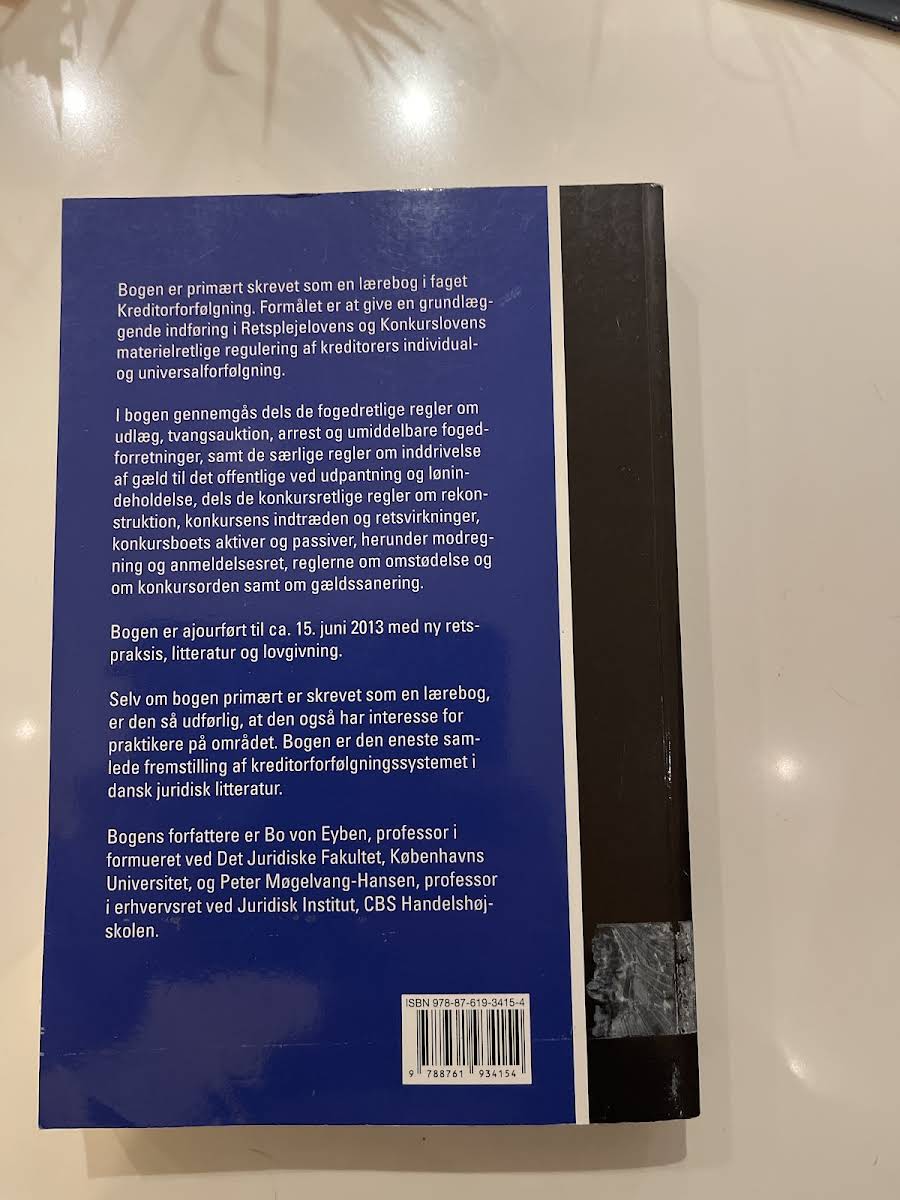 Bogen er primært skrevet som en lærebog i faget
Kreditorforfølgning. Formålet er at give en grundlæg-
gende indføring i Retsplejelovens og Konkurslovens
materielretlige regulering af kreditorers individual-
og universalforfølgning.
I bogen gennemgås dels de fogedretlige regler om
udlæg, tvangsauktion, arrest og umiddelbare foged-
forretninger, samt de særlige regler om inddrivelse
af gæld til det offentlige ved udpantning og lønin-
deholdelse, dels de konkursretlige regler om rekon-
struktion, konkursens indtræden og retsvirkninger,
konkursboets aktiver og passiver, herunder modreg-
ning og anmeldelsesret, reglerne om omstødelse og
om konkursorden samt om gældssanering.
Bogen er ajourført til ca. 15. juni 2013 med ny rets-
praksis, litteratur og lovgivning.
Selv om bogen primært er skrevet som en lærebog,
er den så udførlig, at den også har interesse for
praktikere på området. Bogen er den eneste sam-
lede fremstilling af kreditorforfølgningssystemet i
dansk juridisk litteratur.
Bogens forfattere er Bo von Eyben, professor i
formueret ved Det Juridiske Fakultet, Københavns
Universitet, og Peter Møgelvang-Hansen, professor
i erhvervsret ved Juridisk Institut, CBS Handelshøj-
skolen.
ISBN 978-87-619-3415-4
9 788761 934154